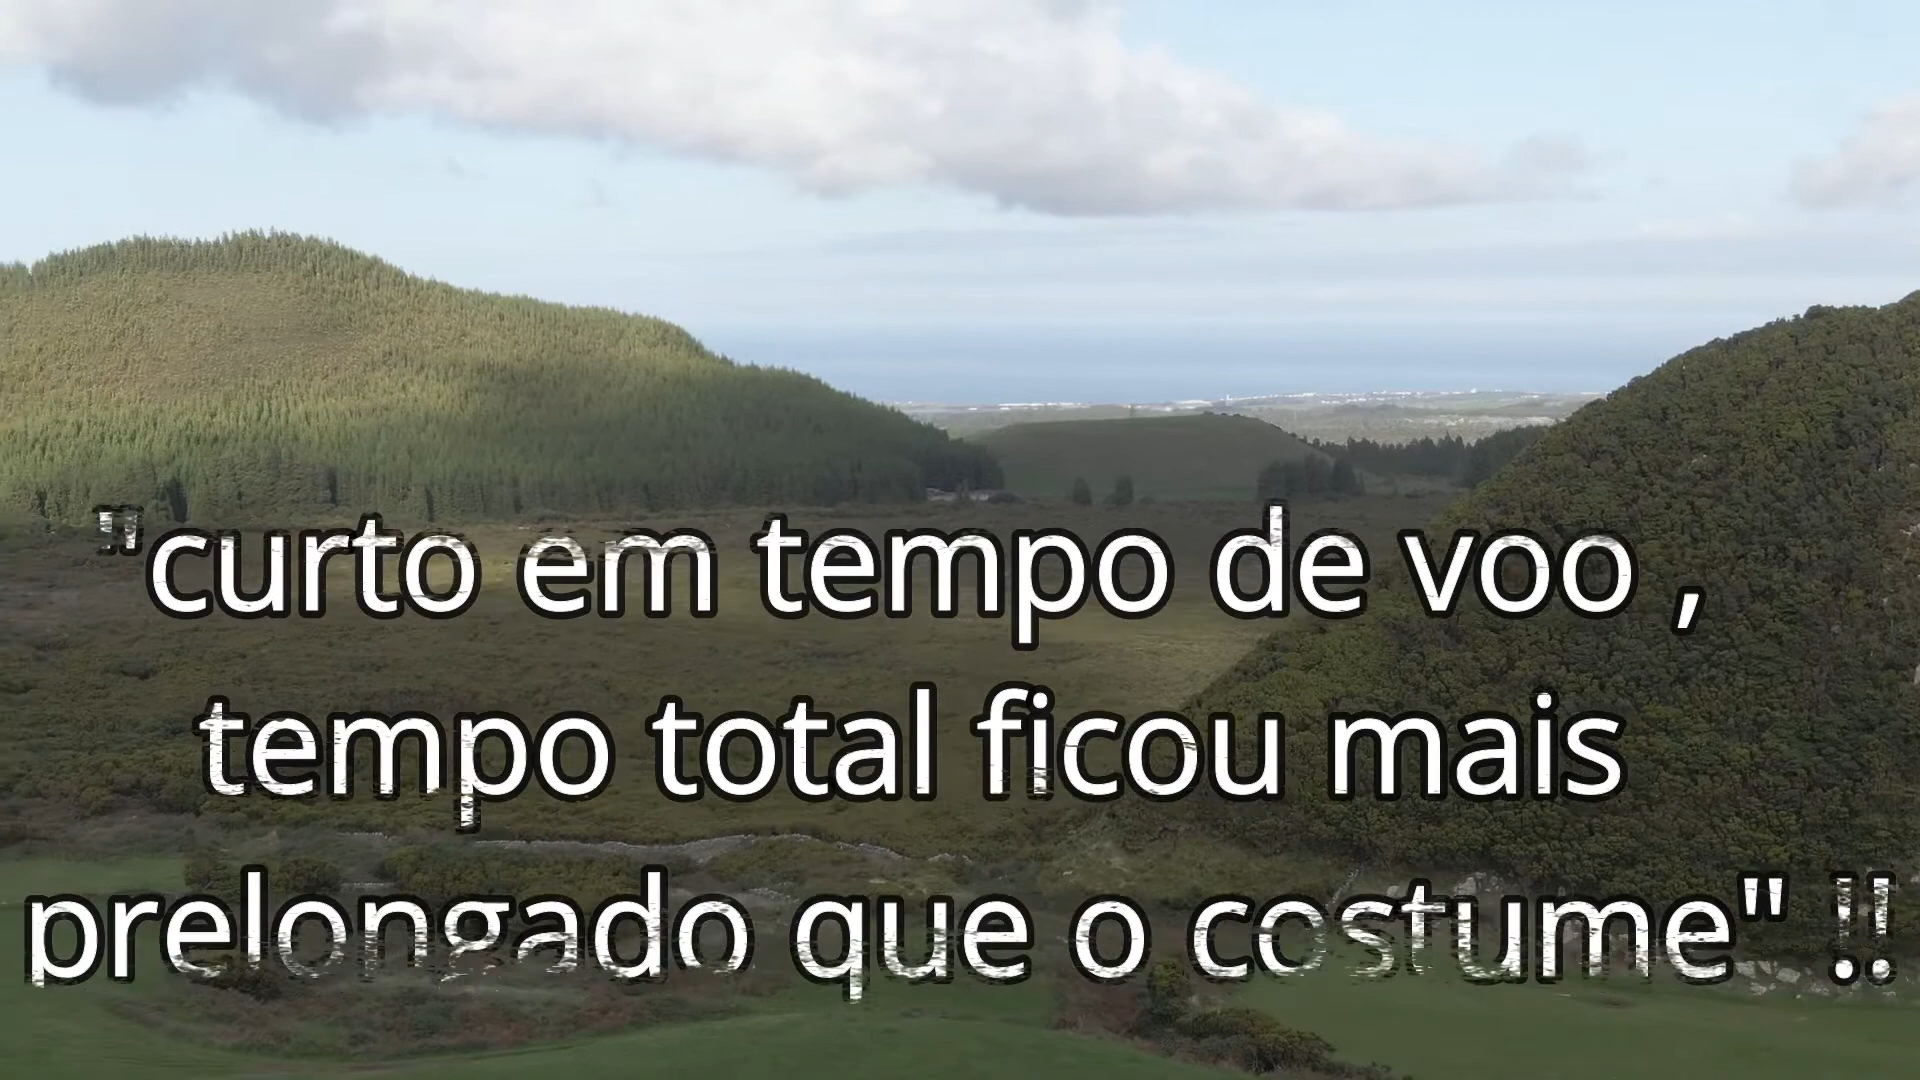 "curto em tempo de voo ,
tempo total ficou mais
prelongado que o costume" !!